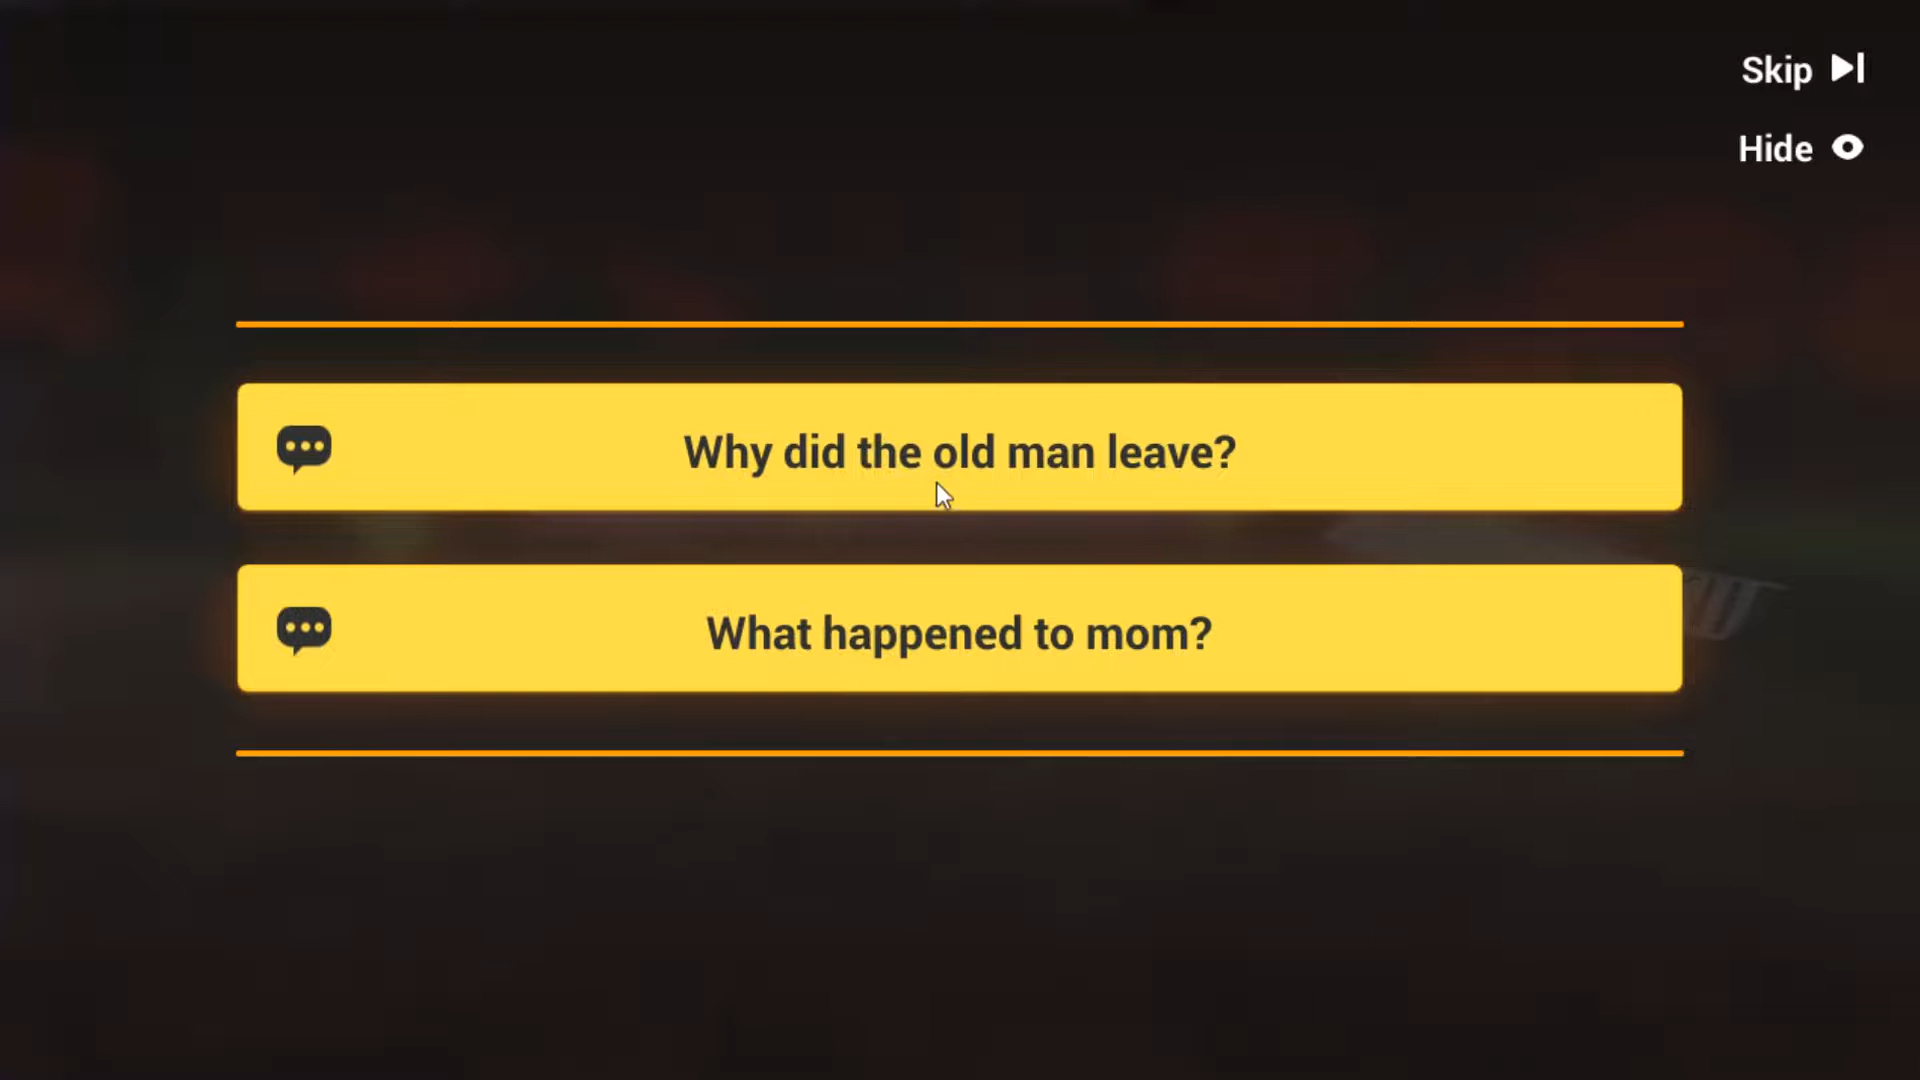 Skip
Hide
Why did the old man leave?
What happened to mom?